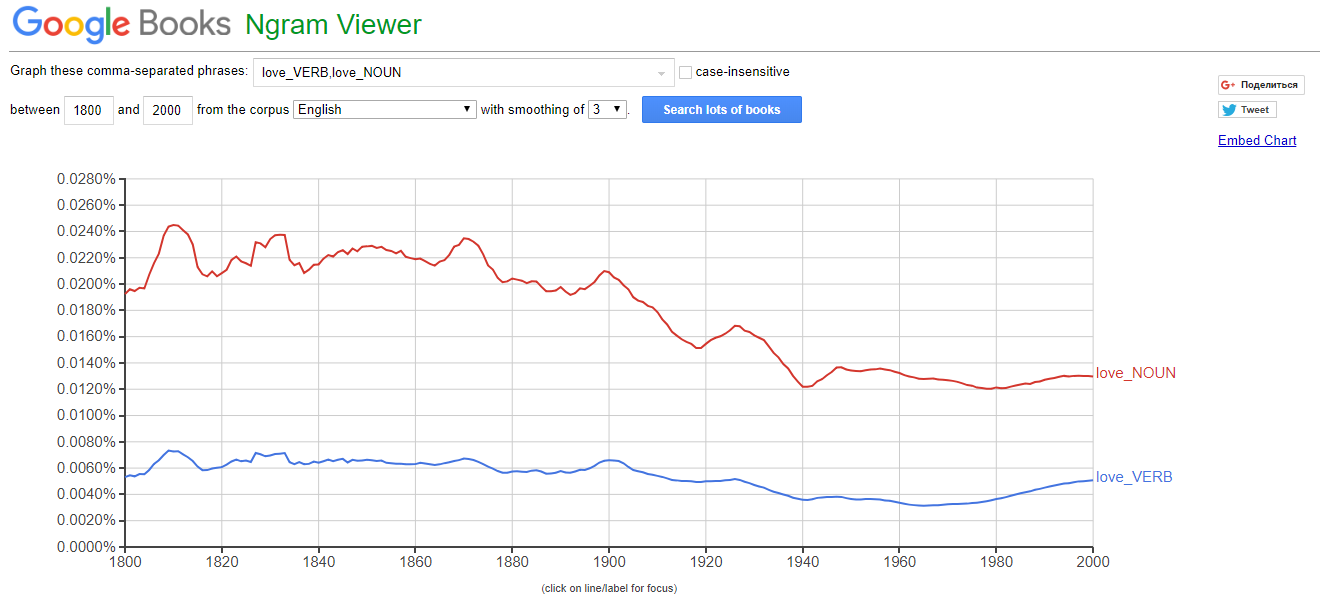 Google Books Ngram Viewer
Graph these comma-separated phrases: love_VERB,love_NOUN case-insensitive
between 1800 and 2000 from the corpus English with smoothing of 3 . Search lots of books
Поделиться
Tweet
Embed Chart
0.0280%
0.0260%
0.0240%
0.0220%
0.0200%
0.0180%
0.0160%
0.0140%
0.0120%
0.0100%
0.0080%
0.0060%
0.0040%
0.0020%
0.0000%
love_NOUN
love_VERB
1800 1820 1840 1860 1880 1900 1920 1940 1960 1980 2000
(click on line/label for focus)